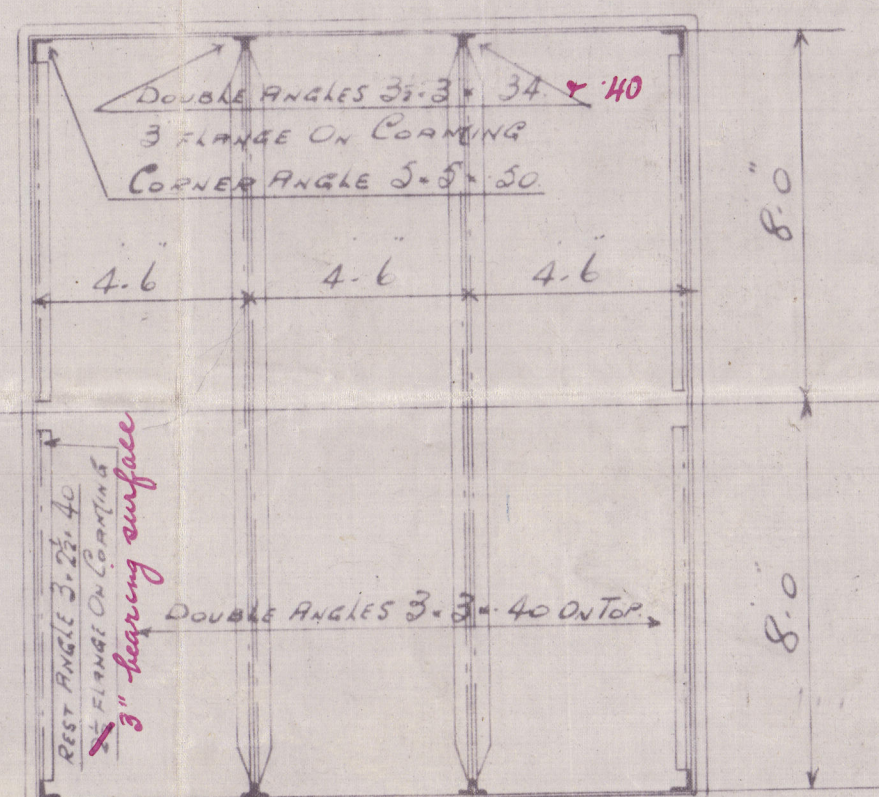 DOUBLE ANGLES 3½·3 × ·34 & ·40
3 FLANGE ON COAMING
CORNER ANGLE 5 × 5 × ·50
4-6"
4-6"
4-6"
8.0"
8.0
REST ANGLE 3 × 2½ × ·40
2½ FLANGE ON COAMING
3" bearing surface
DOUBLE ANGLES 3 × 3 × ·40 ON TOP.